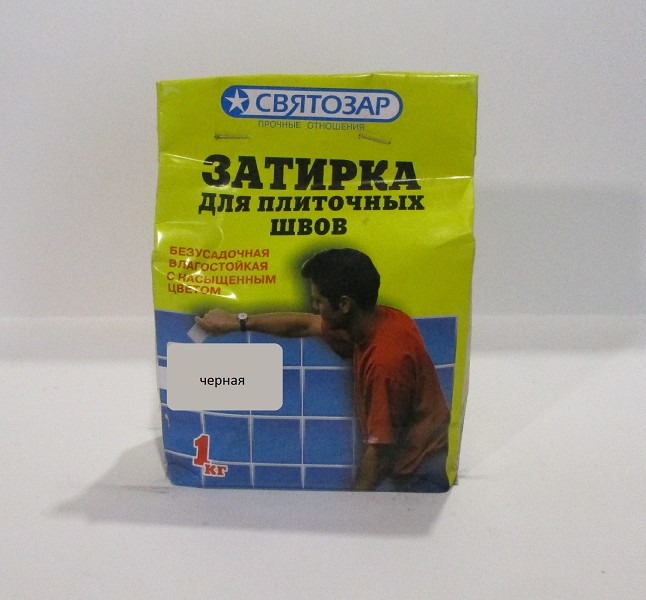 СВЯТОЗАР
ПРОЧНЫЕ ОТНОШЕНИЯ
ЗАТИРКА
ДЛЯ ПЛИТОЧНЫХ
ШВОВ
БЕЗУСАДОЧНАЯ
ВЛАГОСТОЙКАЯ
С НАСЫЩЕННЫМ
ЦВЕТОМ
черная
1 кг